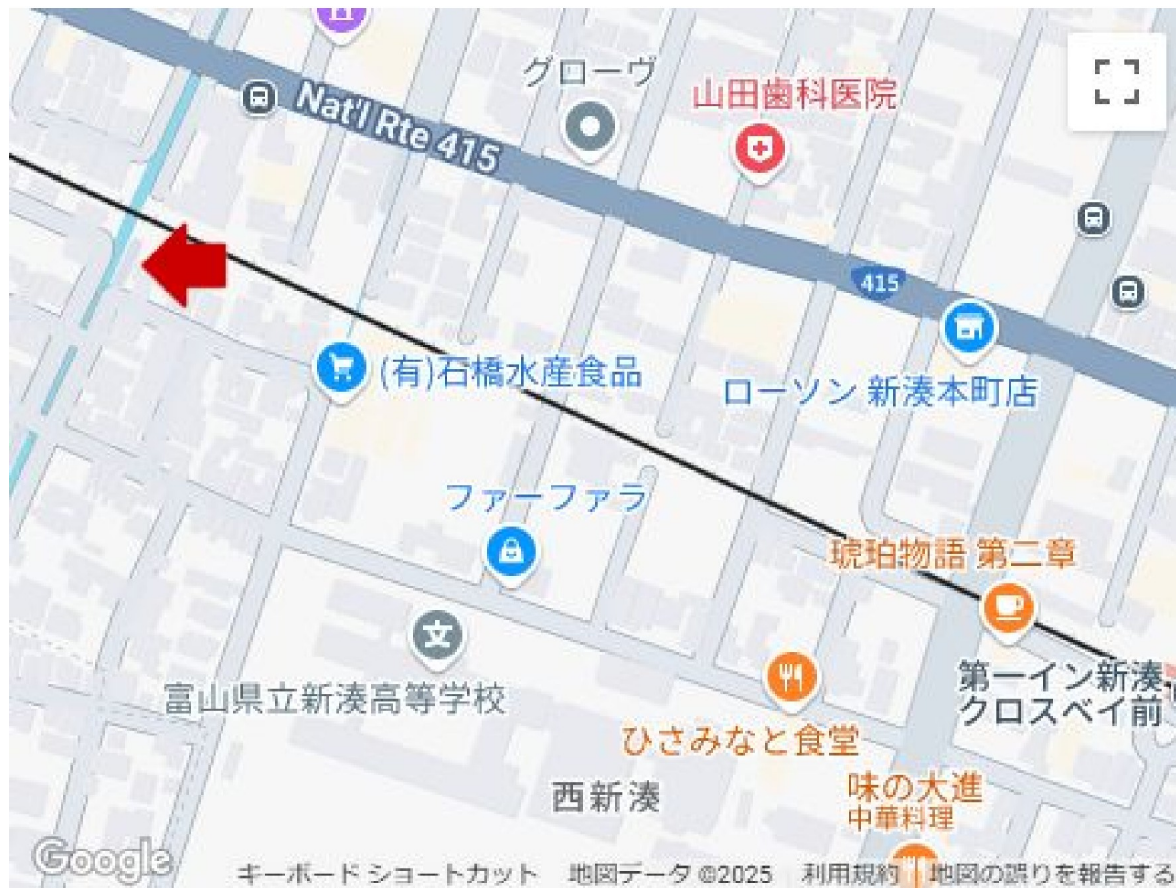 グローヴ
山田歯科医院
Nat'l Rte 415
415
(有)石橋水産食品
ローソン 新湊本町店
ファーファラ
琥珀物語 第二章
文
富山県立新湊高等学校
第一イン新湊
クロスベイ前
ひさみなと食堂
西新湊
味の大進
中華料理
Google
キーボード ショートカット
地図データ ©2025
利用規約
地図の誤りを報告する